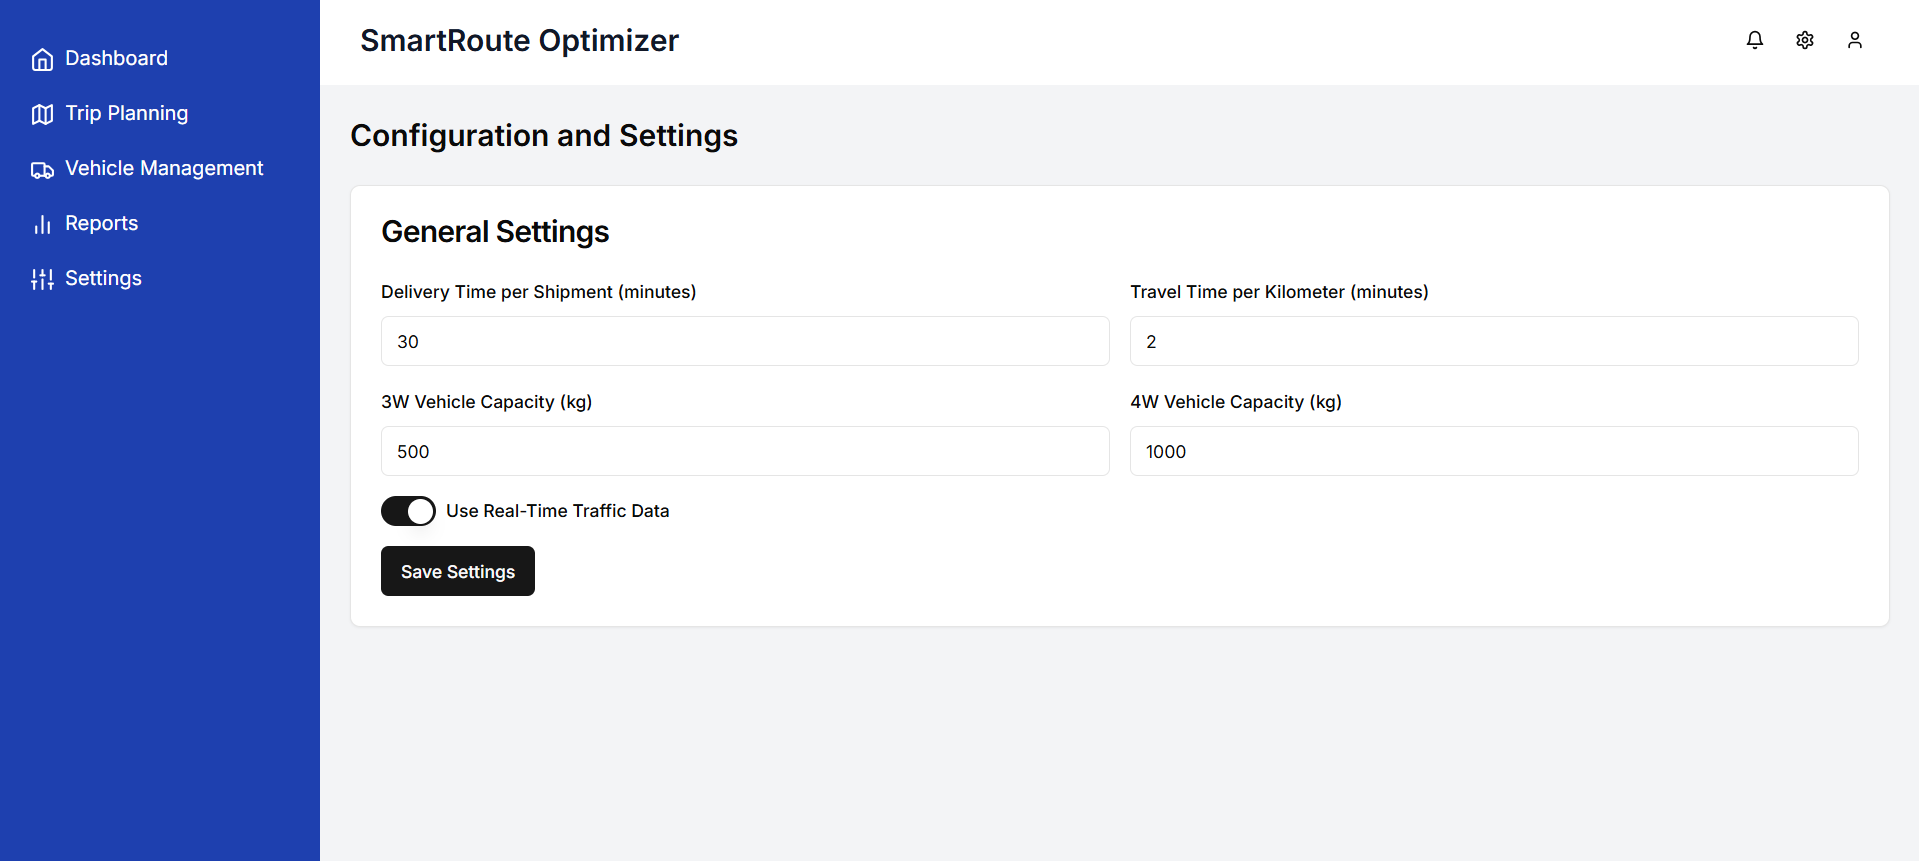 Dashboard
Trip Planning
Vehicle Management
Reports
Settings
SmartRoute Optimizer
Configuration and Settings
General Settings
Delivery Time per Shipment (minutes)
30
Travel Time per Kilometer (minutes)
2
3W Vehicle Capacity (kg)
500
4W Vehicle Capacity (kg)
1000
Use Real-Time Traffic Data
Save Settings